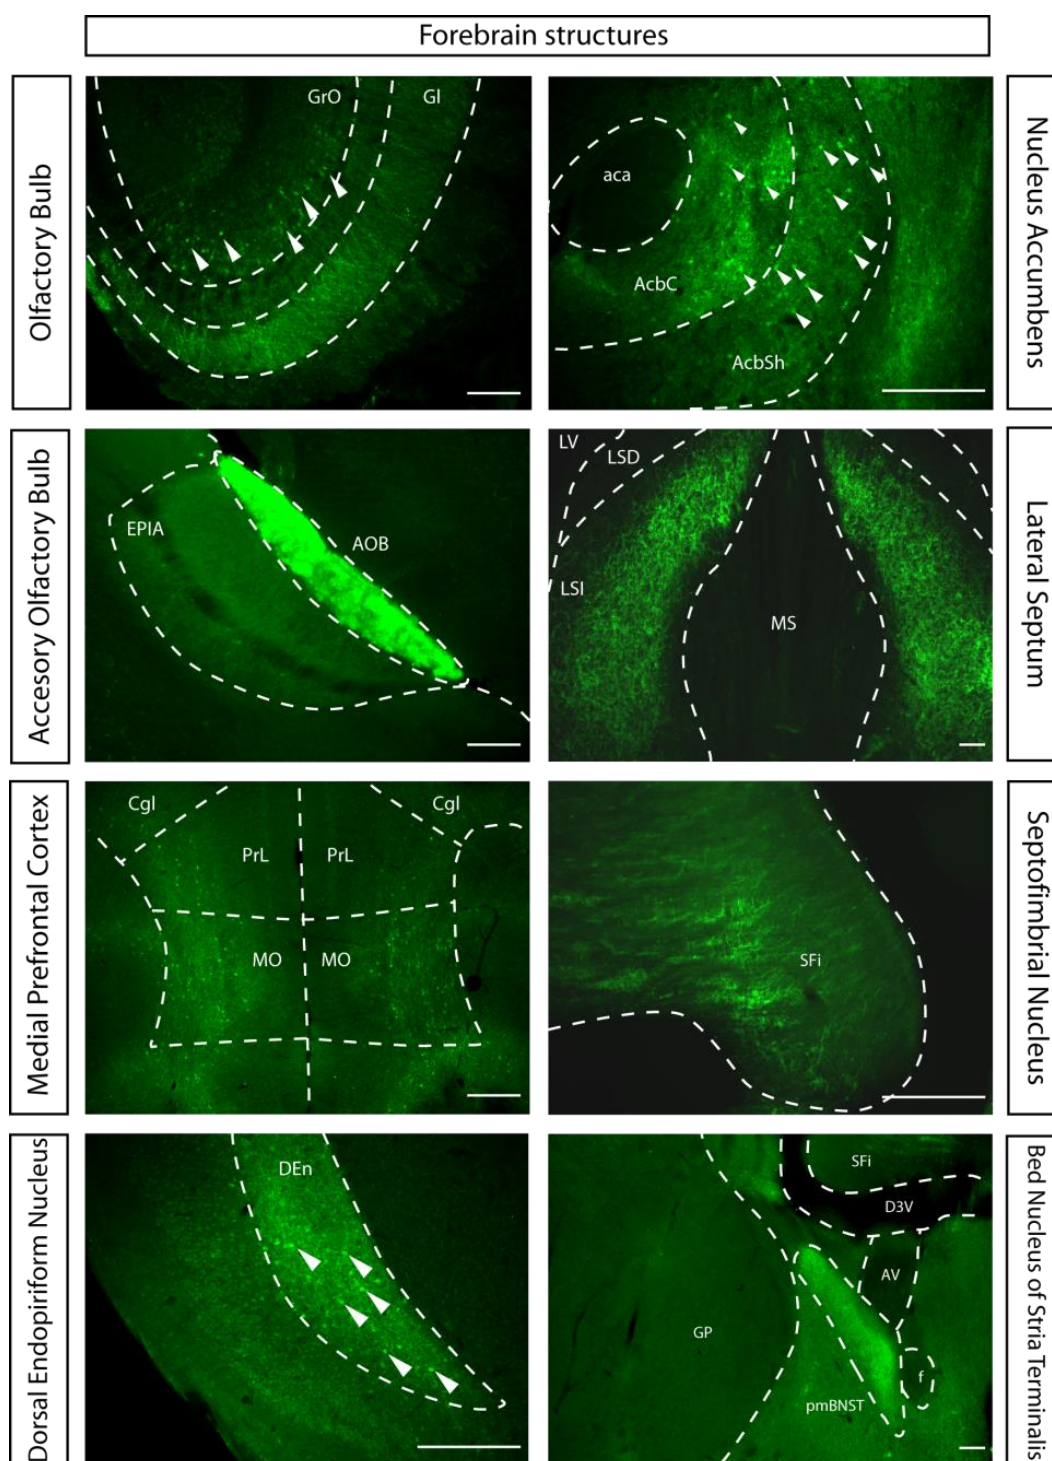 Forebrain structures
Olfactory Bulb
GrO
Gl
Nucleus Accumbens
aca
AcbC
AcbSh
Accesory Olfactory Bulb
EPIA
AOB
Lateral Septum
LV
LSD
LSI
MS
Medial Prefrontal Cortex
Cgl
Cgl
PrL
PrL
MO
MO
Septofimbrial Nucleus
SFi
Dorsal Endopiriform Nucleus
DEn
Bed Nucleus of Stria Terminalis
SFi
D3V
AV
GP
f
pmBNST